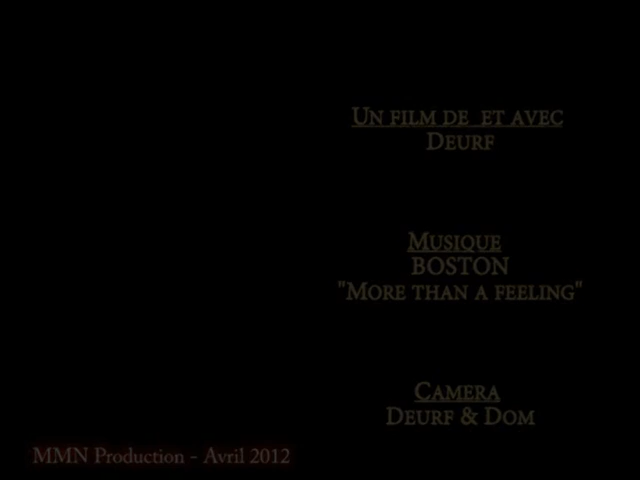 Un film de et avec
Deurf
Musique
BOSTON
"More than a feeling"
Camera
Deurf & Dom
MMN Production - Avril 2012